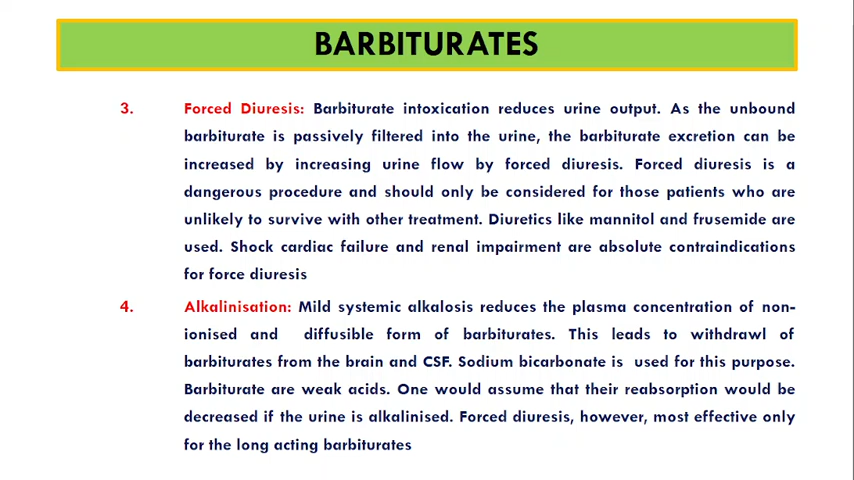 BARBITURATES
3. Forced Diuresis: Barbiturate intoxication reduces urine output. As the unbound
barbiturate is passively filtered into the urine, the barbiturate excretion can be
increased by increasing urine flow by forced diuresis. Forced diuresis is a
dangerous procedure and should only be considered for those patients who are
unlikely to survive with other treatment. Diuretics like mannitol and frusemide are
used. Shock cardiac failure and renal impairment are absolute contraindications
for force diuresis
4. Alkalinisation: Mild systemic alkalosis reduces the plasma concentration of non-
ionised and diffusible form of barbiturates. This leads to withdrawl of
barbiturates from the brain and CSF. Sodium bicarbonate is used for this purpose.
Barbiturate are weak acids. One would assume that their reabsorption would be
decreased if the urine is alkalinised. Forced diuresis, however, most effective only
for the long acting barbiturates